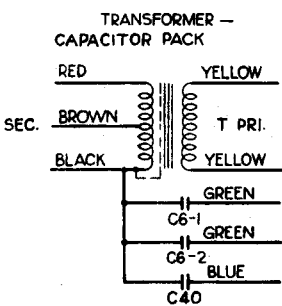 TRANSFORMER —
CAPACITOR PACK
RED
YELLOW
SEC.
BROWN
T PRI.
BLACK
YELLOW
GREEN
C6-1
GREEN
C6-2
BLUE
C40